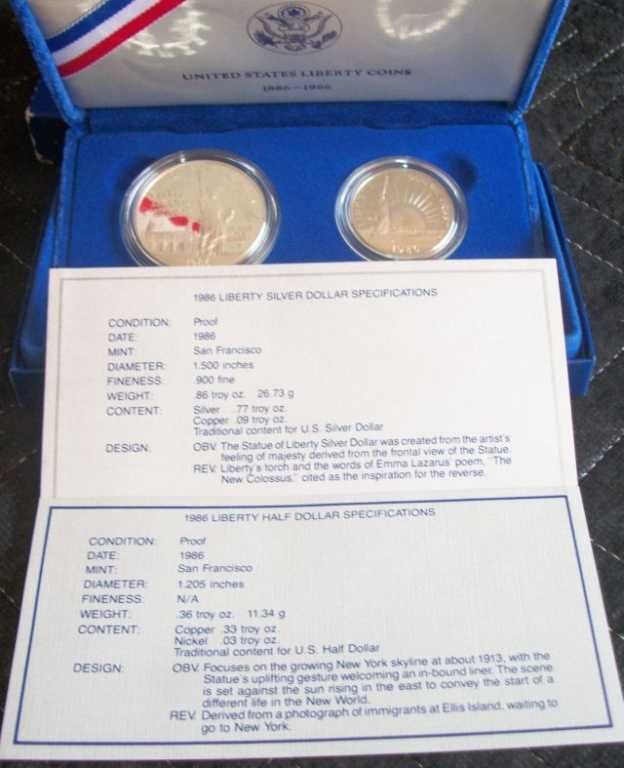 UNITED STATES LIBERTY COINS
1886-1986
1986
1986 LIBERTY SILVER DOLLAR SPECIFICATIONS
CONDITION: Proof
DATE: 1986
MINT: San Francisco
DIAMETER: 1.500 inches
FINENESS: .900 fine
WEIGHT: .86 troy oz. 26.73 g
CONTENT: Silver .77 troy oz.
Copper .09 troy oz.
Traditional content for U.S. Silver Dollar
DESIGN: OBV. The Statue of Liberty Silver Dollar was created from the artist's
feeling of majesty derived from the frontal view of the Statue.
REV. Liberty's torch and the words of Emma Lazarus' poem, "The
New Colossus," cited as the inspiration for the reverse.
1986 LIBERTY HALF DOLLAR SPECIFICATIONS
CONDITION: Proof
DATE: 1986
MINT: San Francisco
DIAMETER: 1.205 inches
FINENESS: N/A
WEIGHT: .36 troy oz. 11.34 g
CONTENT: Copper .33 troy oz.
Nickel .03 troy oz.
Traditional content for U.S. Half Dollar
DESIGN: OBV. Focuses on the growing New York skyline at about 1913, with the
Statue's uplifting gesture welcoming an in-bound liner. The scene
is set against the sun rising in the east to convey the start of a
different life in the New World.
REV. Derived from a photograph of immigrants at Ellis Island, waiting to
go to New York.